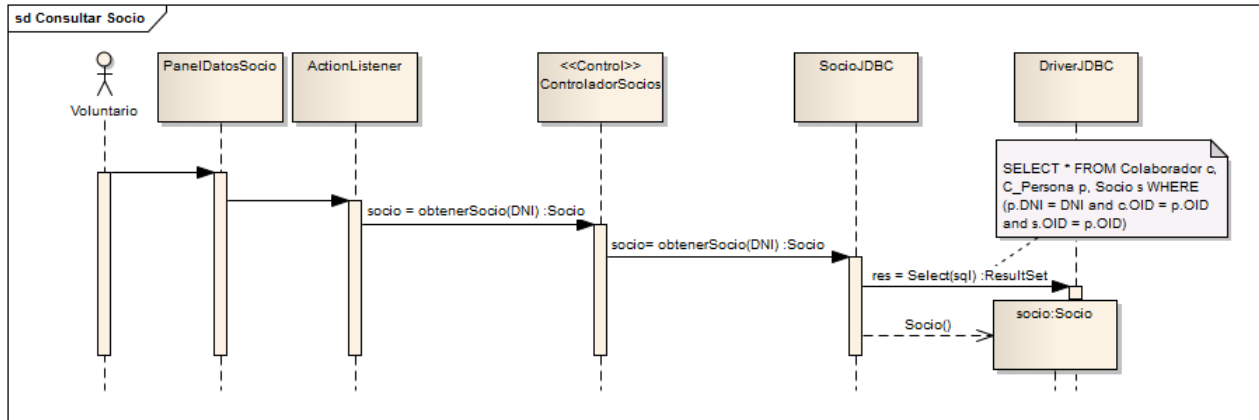 sd Consultar Socio
Voluntario
PanelDatosSocio
ActionListener
<<Control>>
ControladorSocios
SocioJDBC
DriverJDBC
SELECT * FROM Colaborador c,
C_Persona p, Socio s WHERE
(p.DNI = DNI and c.OID = p.OID
and s.OID = p.OID)
socio = obtenerSocio(DNI) :Socio
socio= obtenerSocio(DNI) :Socio
res = Select(sql) :ResultSet
Socio()
socio:Socio